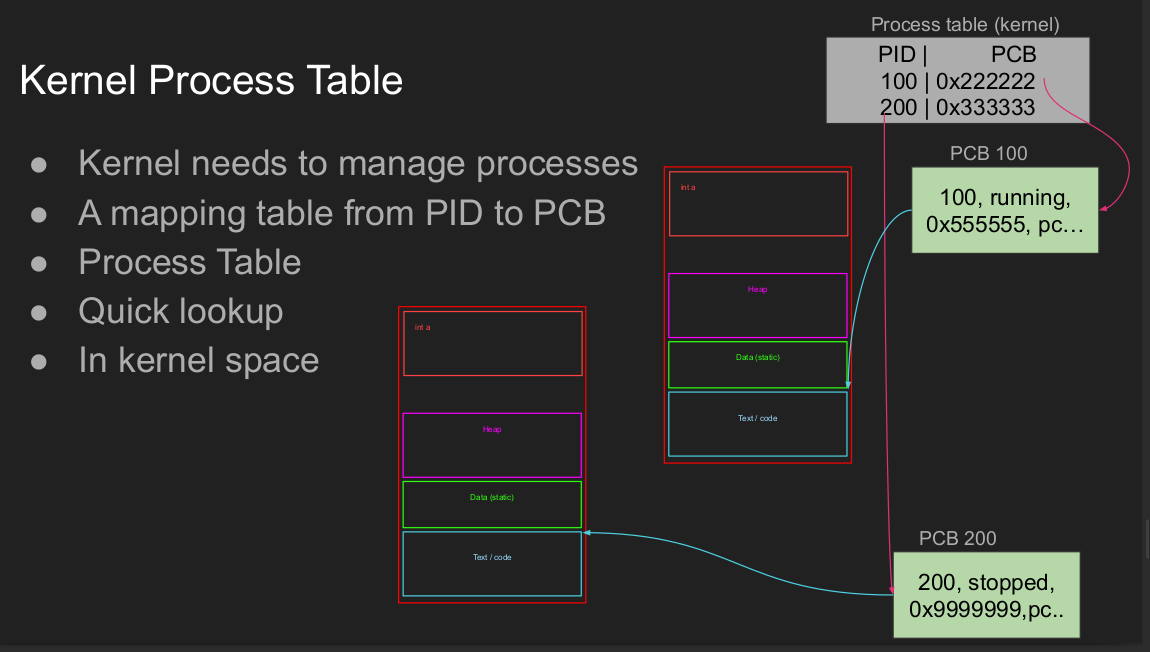 Kernel Process Table
● Kernel needs to manage processes
● A mapping table from PID to PCB
● Process Table
● Quick lookup
● In kernel space
Process table (kernel)
PID | PCB
100 | 0x222222
200 | 0x333333
PCB 100
100, running,
0x555555, pc…
int a
Heap
Data (static)
Text / code
int a
Heap
Data (static)
Text / code
PCB 200
200, stopped,
0x9999999,pc..